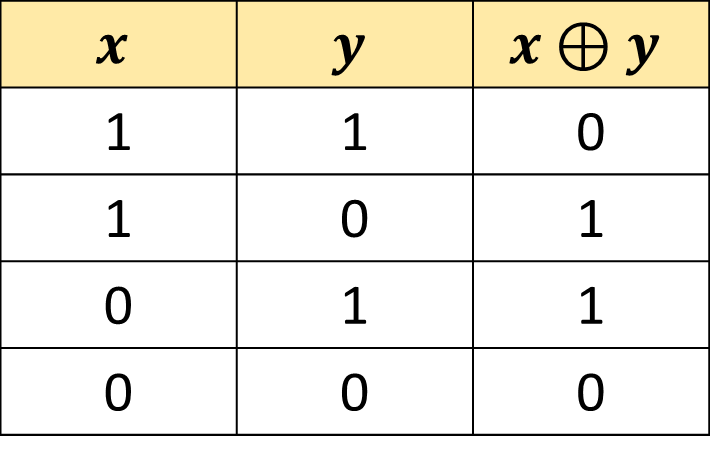 x y x ⊕ y
1 1 0
1 0 1
0 1 1
0 0 0